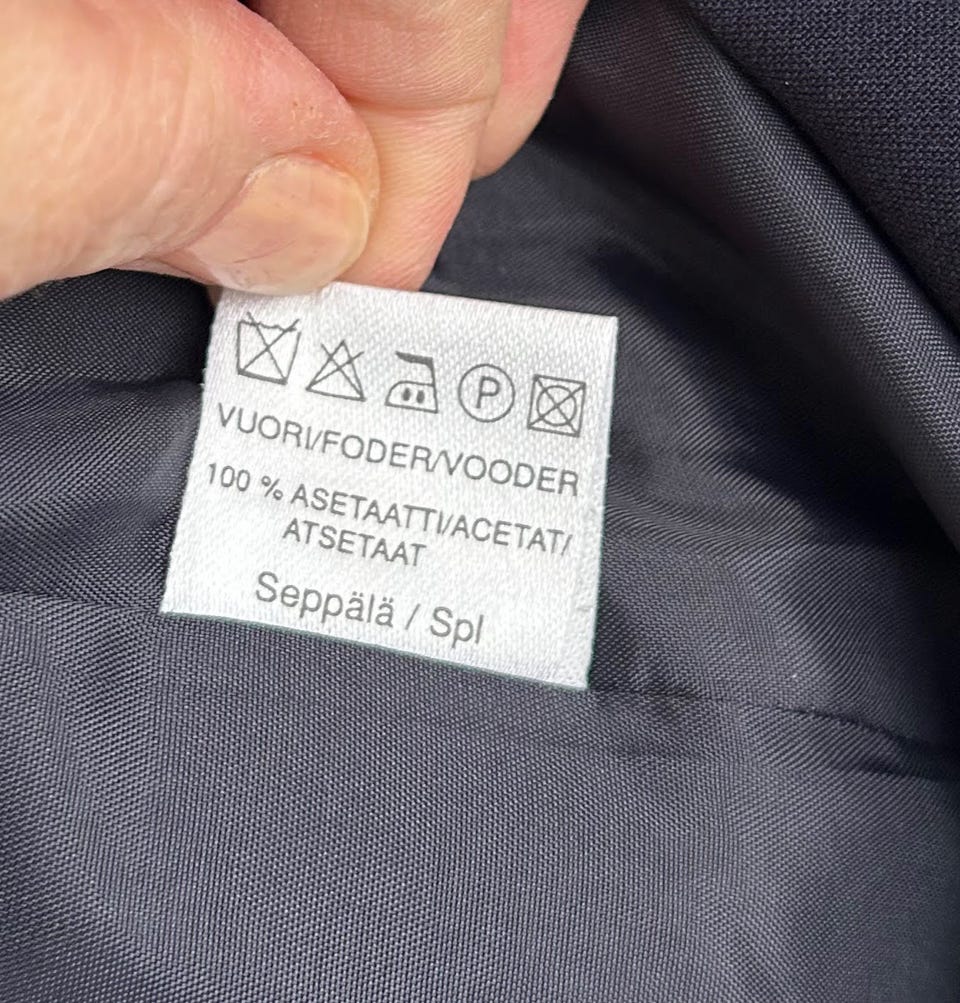 P
VUORI/FODER/VOODER
100 % ASETAATTI/ACETAT/
ATSETAAT
Seppälä / Spl